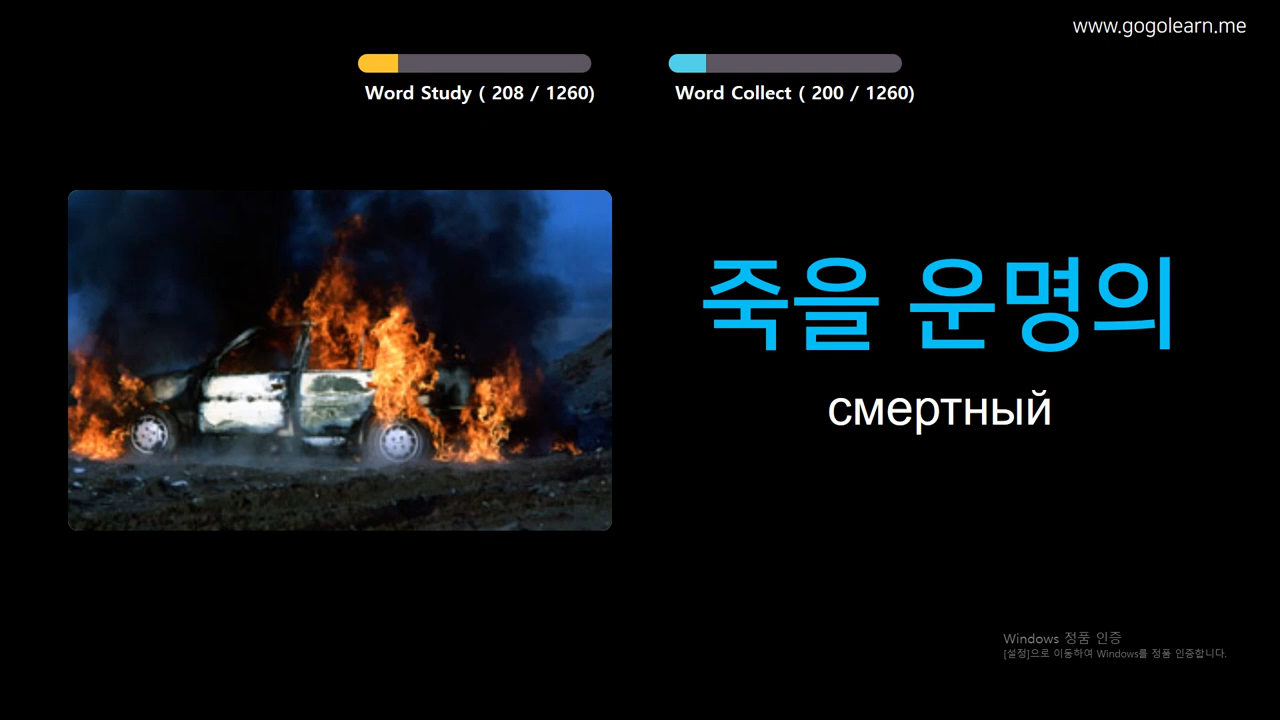 www.gogolearn.me
Word Study ( 208 / 1260)
Word Collect ( 200 / 1260)
죽을 운명의
смертный
Windows 정품 인증
[설정]으로 이동하여 Windows를 정품 인증합니다.